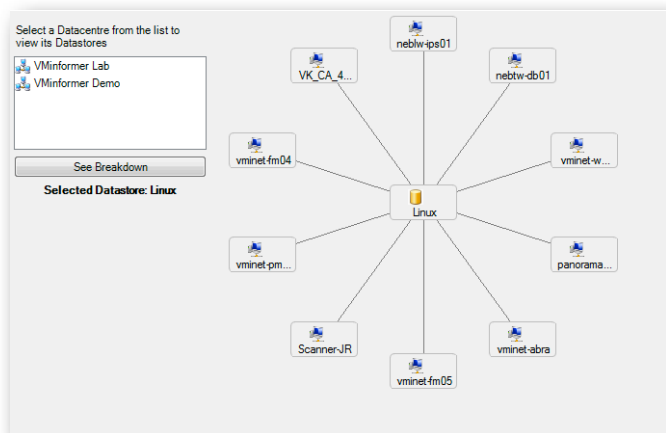 Select a Datacentre from the list to
view its Datastores
VMinformer Lab
VMinformer Demo
See Breakdown
Selected Datastore: Linux
neblw-ips01
VK_CA_4...
nebtw-db01
vminet-fm04
vminet-w...
Linux
vminet-pm...
panorama...
Scanner-JR
vminet-abra
vminet-fm05